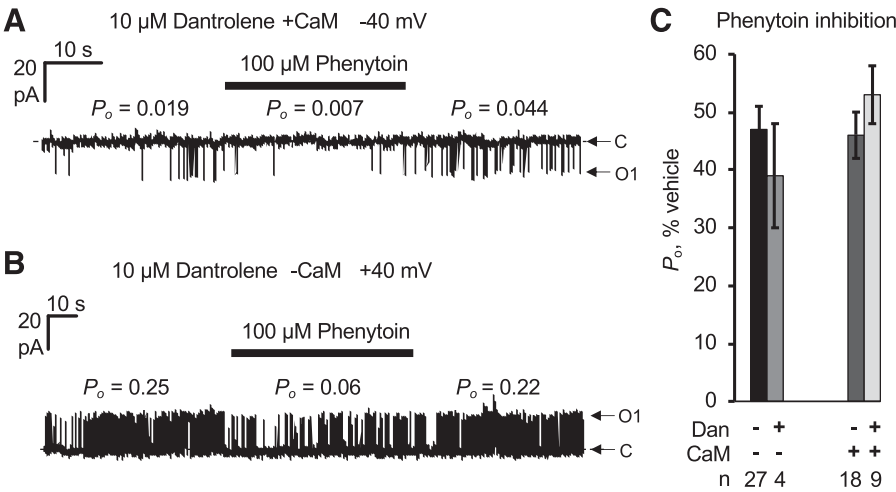 A
10 µM Dantrolene +CaM -40 mV
10 s
20
pA
100 µM Phenytoin
Po = 0.019
Po = 0.007
Po = 0.044
C
O1
B
10 µM Dantrolene -CaM +40 mV
10 s
20
pA
100 µM Phenytoin
Po = 0.25
Po = 0.06
Po = 0.22
O1
C
C
Phenytoin inhibition
Po, % vehicle
60
50
40
30
20
10
0
Dan - + - +
CaM - - + +
n 27 4 18 9